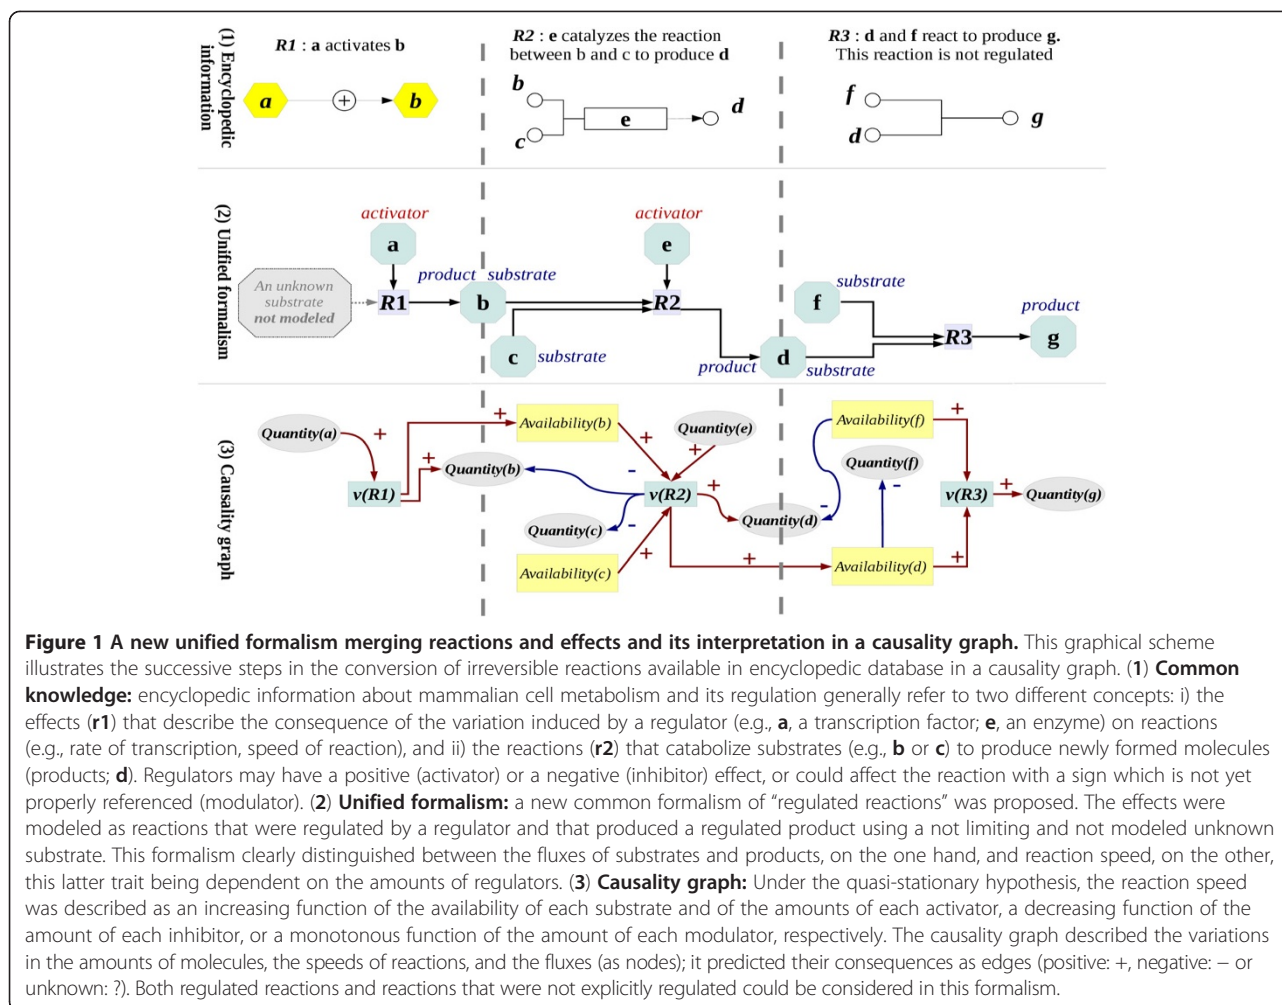 (1) Encyclopedic
information
R1 : a activates b
a
+
b
R2 : e catalyzes the reaction
between b and c to produce d
b
c
e
d
R3 : d and f react to produce g.
This reaction is not regulated
f
d
g
(2) Unified formalism
activator
a
An unknown
substrate
not modeled
R1
product
substrate
b
c
substrate
activator
e
R2
product
d
substrate
f
substrate
R3
product
g
(3) Causality graph
Quantity(a)
+
v(R1)
+
+
Availability(b)
Quantity(b)
+
Quantity(e)
+
-
v(R2)
+
-
Quantity(c)
Quantity(d)
Availability(c)
+
+
Availability(f)
+
Quantity(f)
-
-
v(R3)
+
Quantity(g)
Availability(d)
+
Figure 1 A new unified formalism merging reactions and effects and its interpretation in a causality graph. This graphical scheme
illustrates the successive steps in the conversion of irreversible reactions available in encyclopedic database in a causality graph. (1) Common
knowledge: encyclopedic information about mammalian cell metabolism and its regulation generally refer to two different concepts: i) the
effects (r1) that describe the consequence of the variation induced by a regulator (e.g., a, a transcription factor; e, an enzyme) on reactions
(e.g., rate of transcription, speed of reaction), and ii) the reactions (r2) that catabolize substrates (e.g., b or c) to produce newly formed molecules
(products; d). Regulators may have a positive (activator) or a negative (inhibitor) effect, or could affect the reaction with a sign which is not yet
properly referenced (modulator). (2) Unified formalism: a new common formalism of “regulated reactions” was proposed. The effects were
modeled as reactions that were regulated by a regulator and that produced a regulated product using a not limiting and not modeled unknown
substrate. This formalism clearly distinguished between the fluxes of substrates and products, on the one hand, and reaction speed, on the other,
this latter trait being dependent on the amounts of regulators. (3) Causality graph: Under the quasi-stationary hypothesis, the reaction speed
was described as an increasing function of the availability of each substrate and of the amounts of each activator, a decreasing function of the
amount of each inhibitor, or a monotonous function of the amount of each modulator, respectively. The causality graph described the variations
in the amounts of molecules, the speeds of reactions, and the fluxes (as nodes); it predicted their consequences as edges (positive: +, negative: − or
unknown: ?). Both regulated reactions and reactions that were not explicitly regulated could be considered in this formalism.